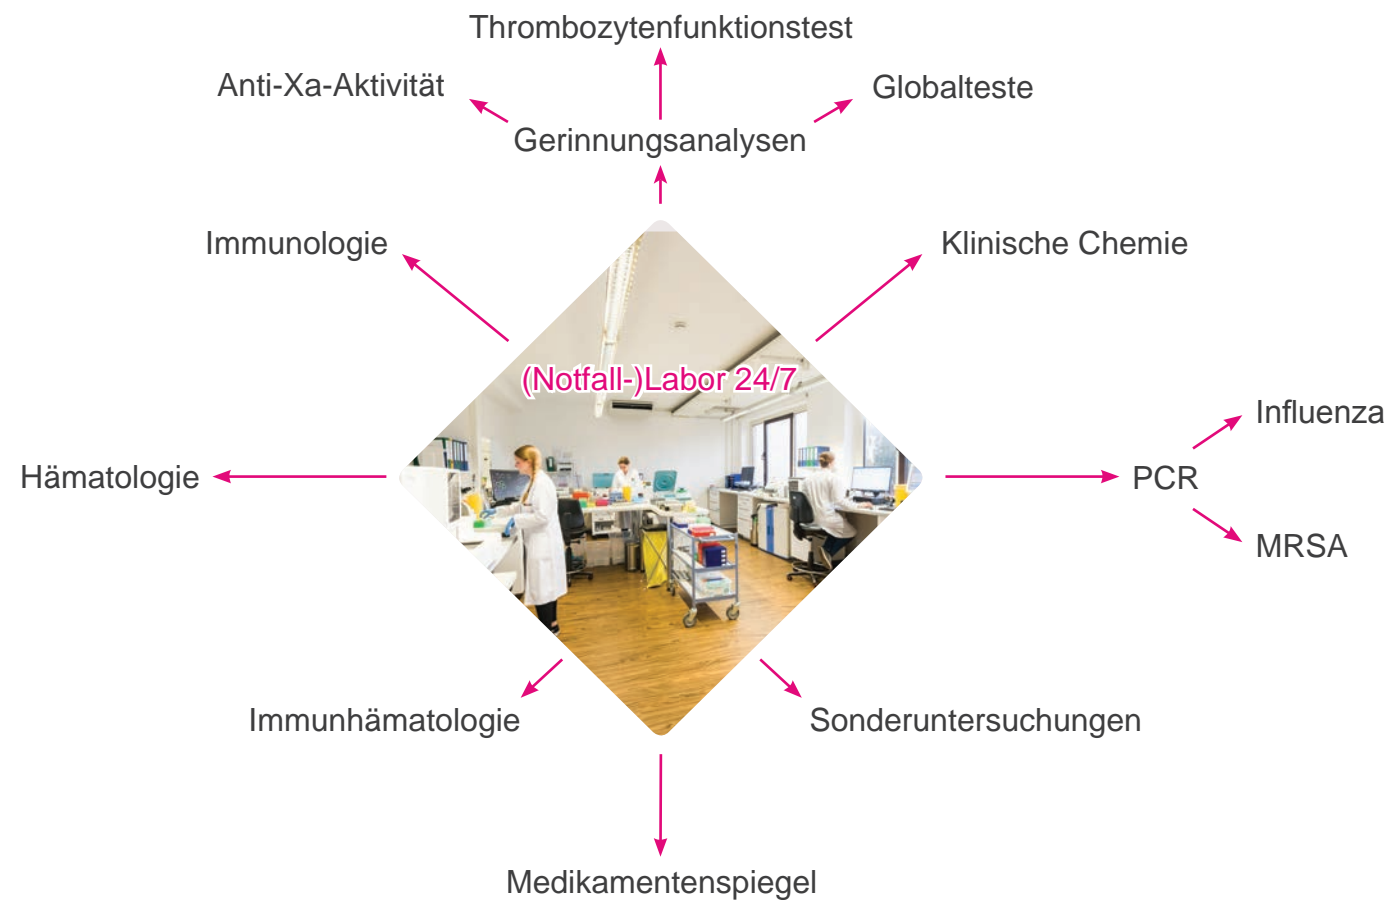 Thrombozytenfunktionstest
Anti-Xa-Aktivität
Globalteste
Gerinnungsanalysen
Immunologie
Klinische Chemie
(Notfall-)Labor 24/7
Influenza
Hämatologie
PCR
MRSA
Immunhämatologie
Sonderuntersuchungen
Medikamentenspiegel